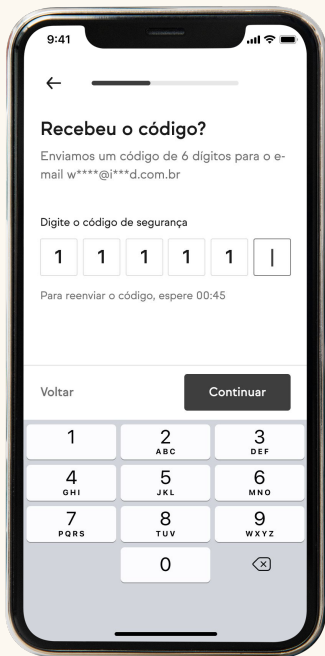 9:41
Recebeu o código?
Enviamos um código de 6 dígitos para o e-
mail w****@i***d.com.br
Digite o código de segurança
1 1 1 1 1 |
Para reenviar o código, espere 00:45
Voltar Continuar
1 2 3
ABC DEF
4 5 6
GHI JKL MNO
7 8 9
PQRS TUV WXYZ
0